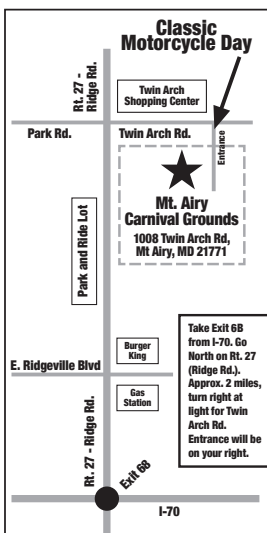 Classic
Motorcycle Day
Rt. 27 -
Ridge Rd.
Twin Arch
Shopping Center
Park Rd.
Twin Arch Rd.
Entrance
Mt. Airy
Carnival Grounds
1008 Twin Arch Rd,
Mt Airy, MD 21771
Park and Ride Lot
Burger
King
E. Ridgeville Blvd
Gas
Station
Take Exit 6B
from I-70. Go
North on Rt. 27
(Ridge Rd.).
Approx. 2 miles,
turn right at
light for Twin
Arch Rd.
Entrance will be
on your right.
Rt. 27 - Ridge Rd.
Exit 68
I-70